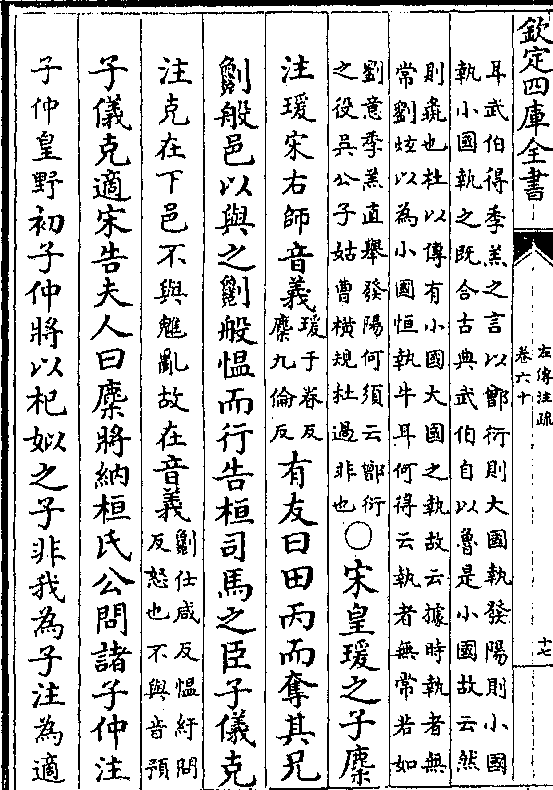 欽定四庫全書
左傳注疏
卷六十
十七
耳武伯得季羔之言以鄫衍則大國執發陽則小國
執小國執之既合古典武伯自以魯是小國故云然
則彘也杜以傳有小國大國之執故云據時執者無
常劉炫以為小國恒執牛耳何得云執者無常若如
劉意季羔直舉發陽何須云鄫衍
之役吳公子姑曹橫規杜過非也
〇宋皇瑗之子麇
注瑗宋右師音義
瑗于眷反
麇九倫反
有友曰田丙而奪其兄
劖般邑以與之劖般愠而行告桓司馬之臣子儀克
注克在下邑不與魋亂故在音義
劖仕咸反愠紆問
反怒也不與音預
子儀克適宋告夫人曰麇將納桓氏公問諸子仲注
子仲皇野初子仲將以杞姒之子非我為子注為適